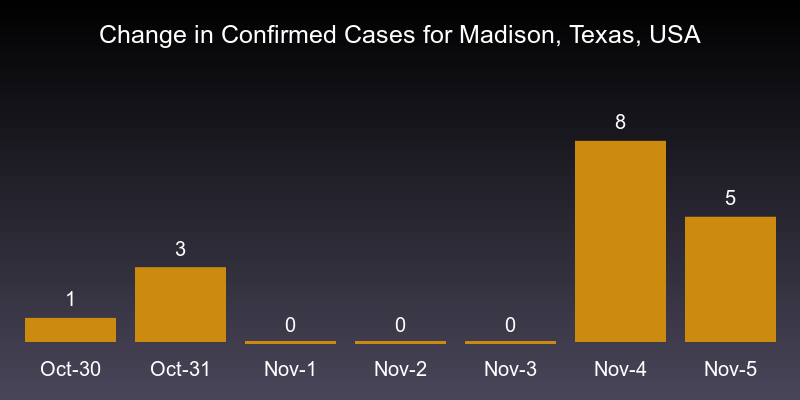 Change in Confirmed Cases for Madison, Texas, USA
8
5
3
1
0 0 0
Oct-30 Oct-31 Nov-1 Nov-2 Nov-3 Nov-4 Nov-5